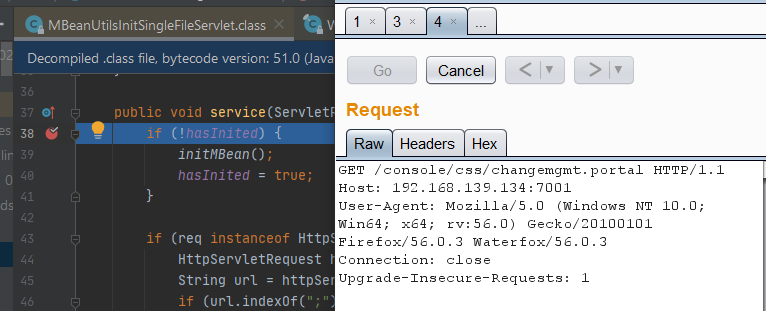 MBeanUtilsInitSingleFileServlet.class ×
Decompiled .class file, bytecode version: 51.0 (Java
37 public void service(ServletR
38 if (!hasInited) {
39 initMBean();
40 hasInited = true;
41 }
42
43 if (req instanceof HttpS
44 HttpServletRequest h
45 String url = httpSer
46 if (url.indexOf(";")
1 × 3 × 4 × ...
Go Cancel < ▼ > ▼
Request
Raw Headers Hex
GET /console/css/changemgmt.portal HTTP/1.1
Host: 192.168.139.134:7001
User-Agent: Mozilla/5.0 (Windows NT 10.0;
Win64; x64; rv:56.0) Gecko/20100101
Firefox/56.0.3 Waterfox/56.0.3
Connection: close
Upgrade-Insecure-Requests: 1